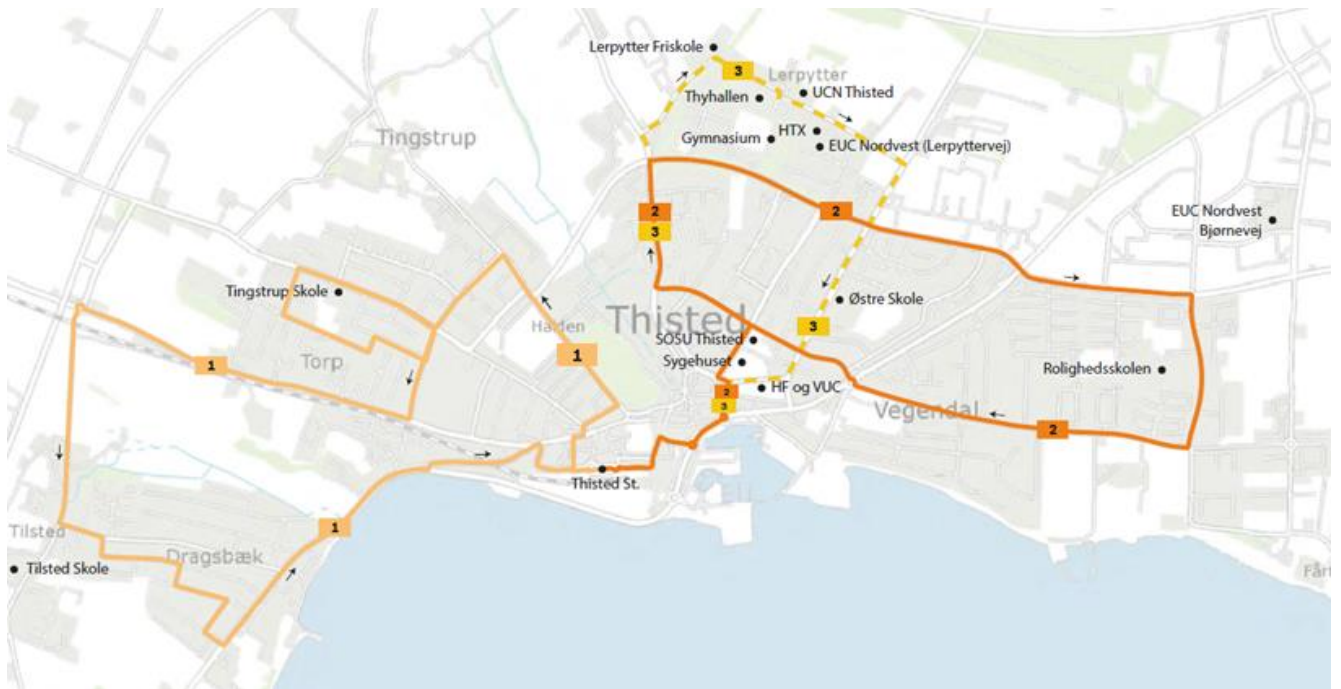 Lerpytter Friskole
3
Lerpytter
Thyhallen
UCN Thisted
Tingstrup
Gymnasium
HTX
EUC Nordvest (Lerpyttervej)
2
3
2
EUC Nordvest
Bjørnevej
Tingstrup Skole
Østre Skole
Thisted
3
SOSU Thisted
1
1
Torp
Sygehuset
Rolighedsskolen
HF og VUC
2
3
Vegendal
2
Thisted St.
1
Tilsted
Dragsbæk
Tilsted Skole